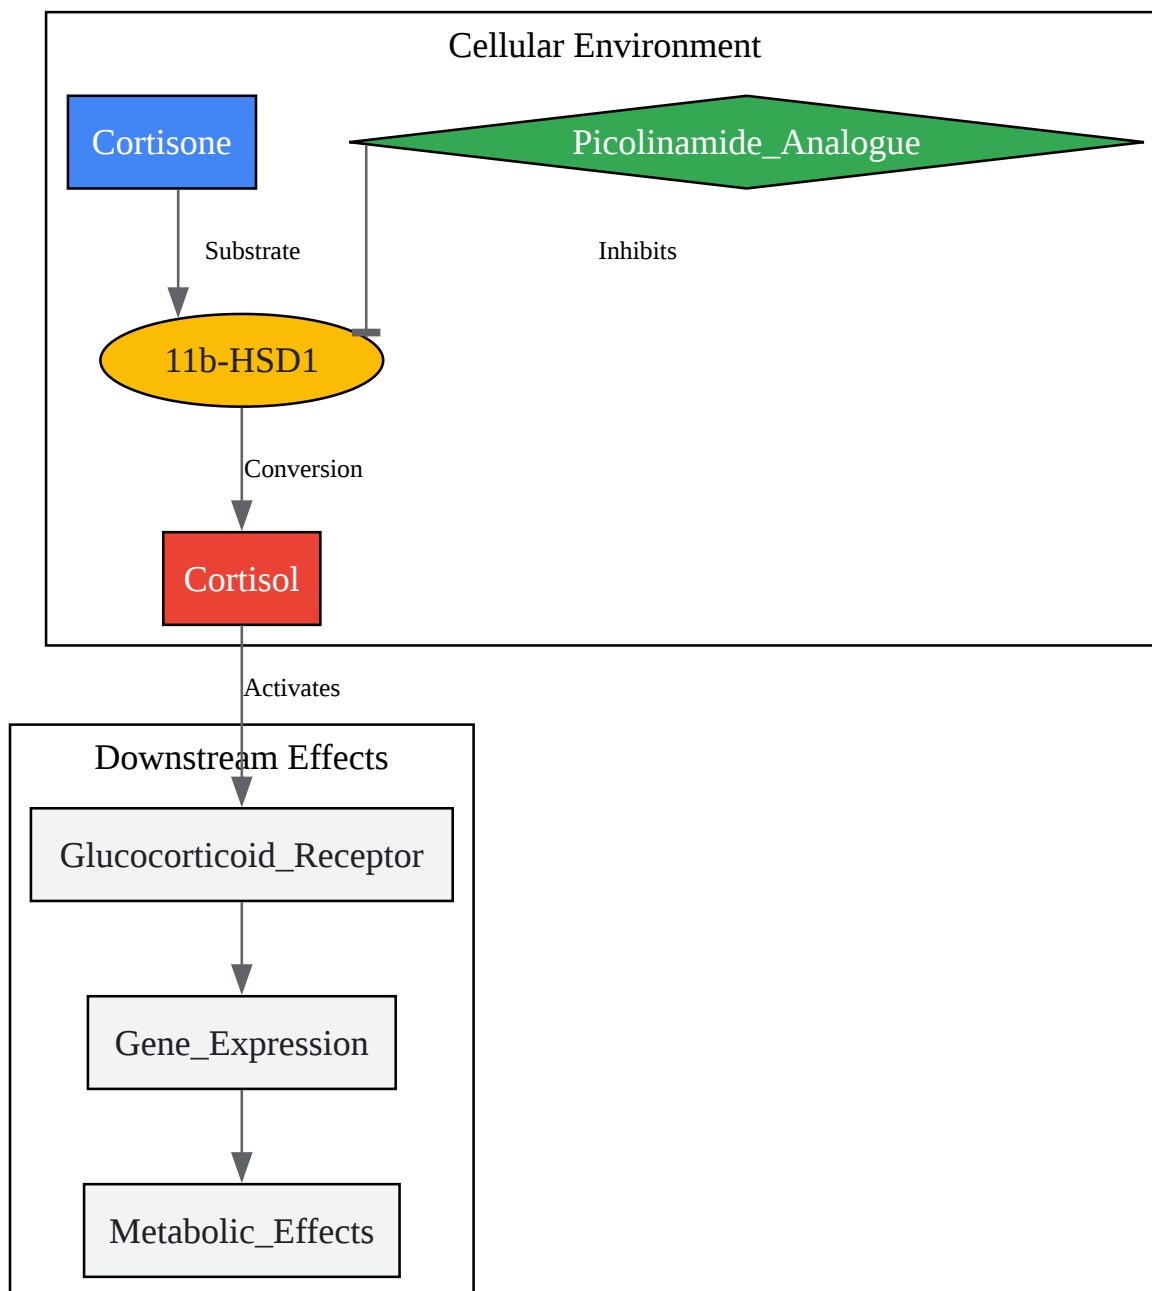 Cellular Environment
Cortisone
Picolinamide_Analogue
Substrate
Inhibits
11b-HSD1
Conversion
Cortisol
Activates
Downstream Effects
Glucocorticoid_Receptor
Gene_Expression
Metabolic_Effects